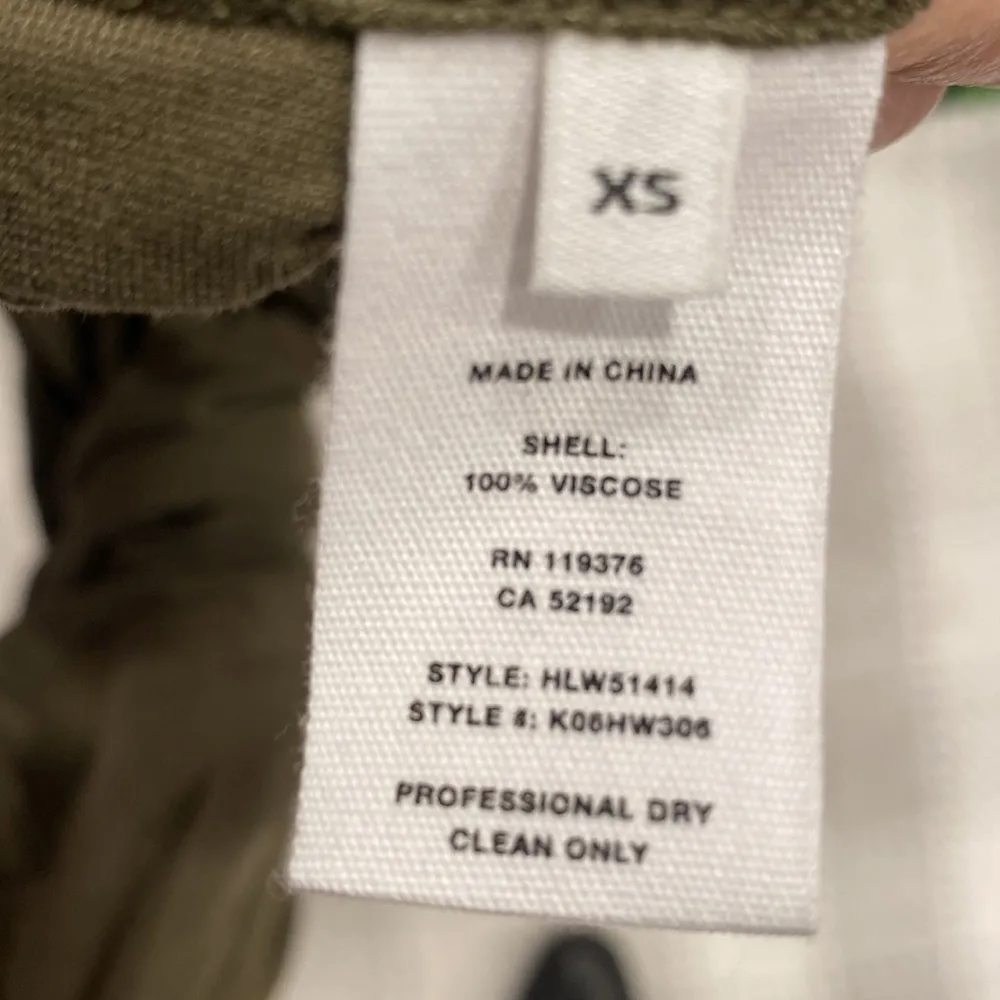 XS
MADE IN CHINA
SHELL:
100% VISCOSE
RN 119376
CA 52192
STYLE: HLW51414
STYLE #: K06HW306
PROFESSIONAL DRY
CLEAN ONLY